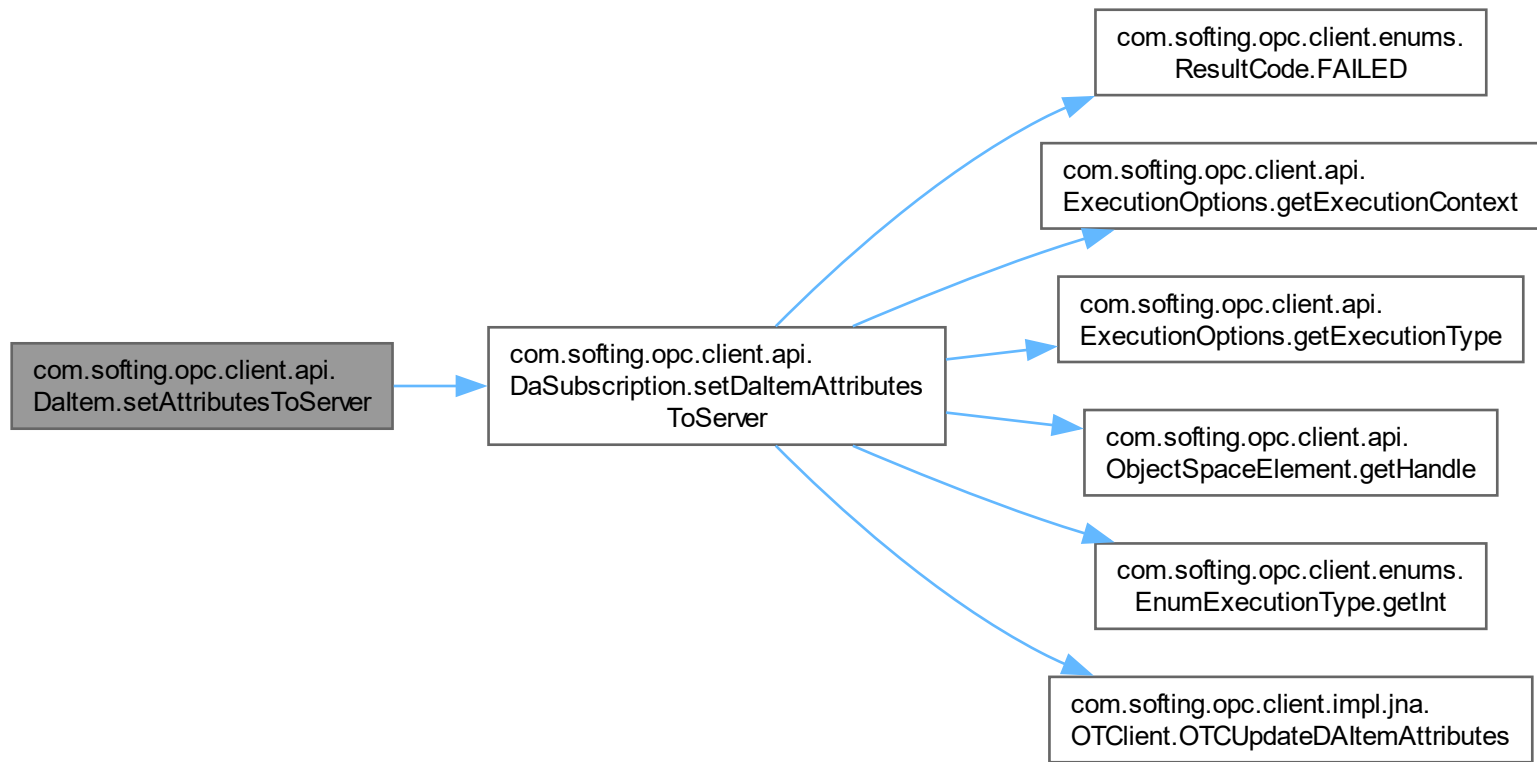 com.softing.opc.client.enums.
ResultCode.FAILED
com.softing.opc.client.api.
ExecutionOptions.getExecutionContext
com.softing.opc.client.api.
ExecutionOptions.getExecutionType
com.softing.opc.client.api.
DaItem.setAttributesToServer
com.softing.opc.client.api.
DaSubscription.setDaItemAttributes
ToServer
com.softing.opc.client.api.
ObjectSpaceElement.getHandle
com.softing.opc.client.enums.
EnumExecutionType.getInt
com.softing.opc.client.impl.jna.
OTClient.OTCUpdateDAItemAttributes